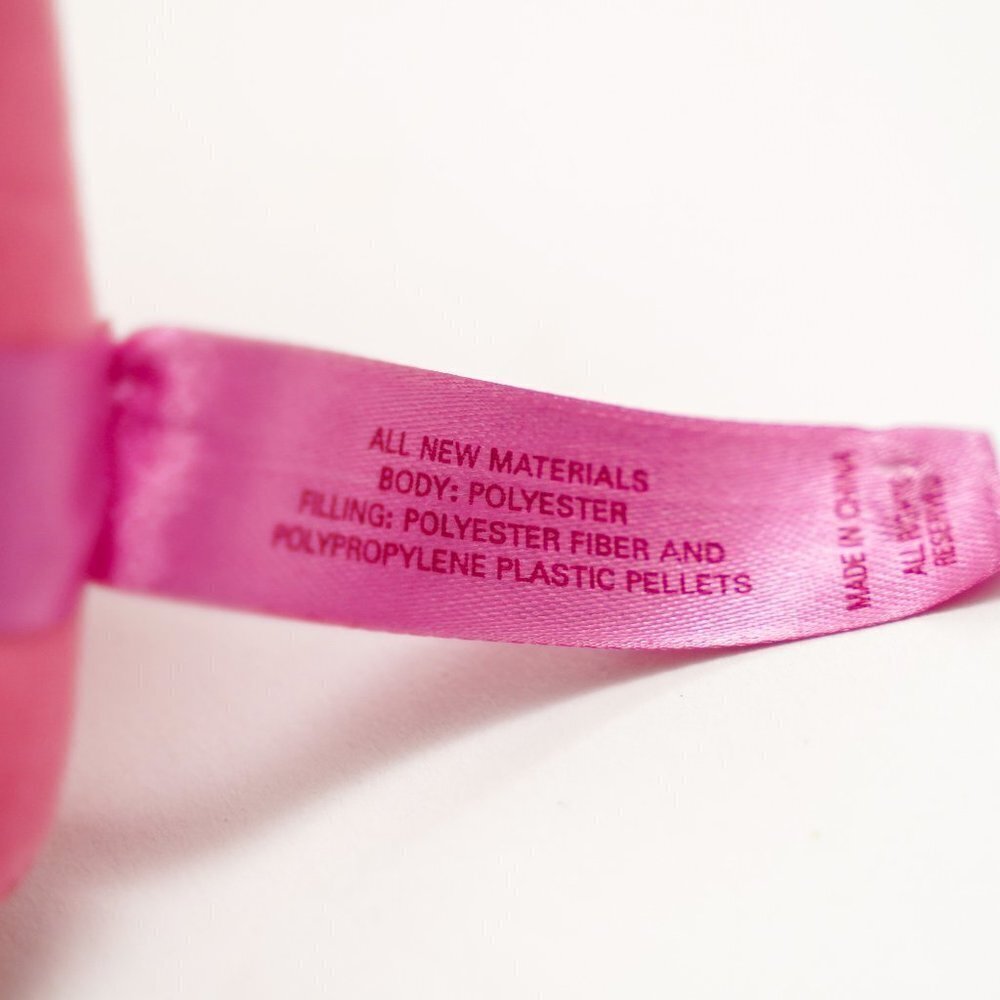 ALL NEW MATERIALS
BODY: POLYESTER
FILLING: POLYESTER FIBER AND
POLYPROPYLENE PLASTIC PELLETS
MADE IN CHINA
ALL RIGHTS
RESERVED